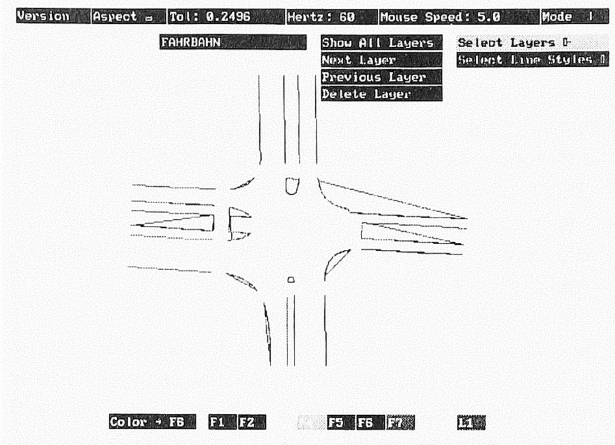 Version Aspect Tol: 0.2496 Hertz: 60 Mouse Speed: 5.0 Mode
FAHRBAHN Show All Layers Select Layers
Next Layer Select Line Styles
Previous Layer
Delete Layer
Color → F6 F1 F2 F5 F6 F7 L1